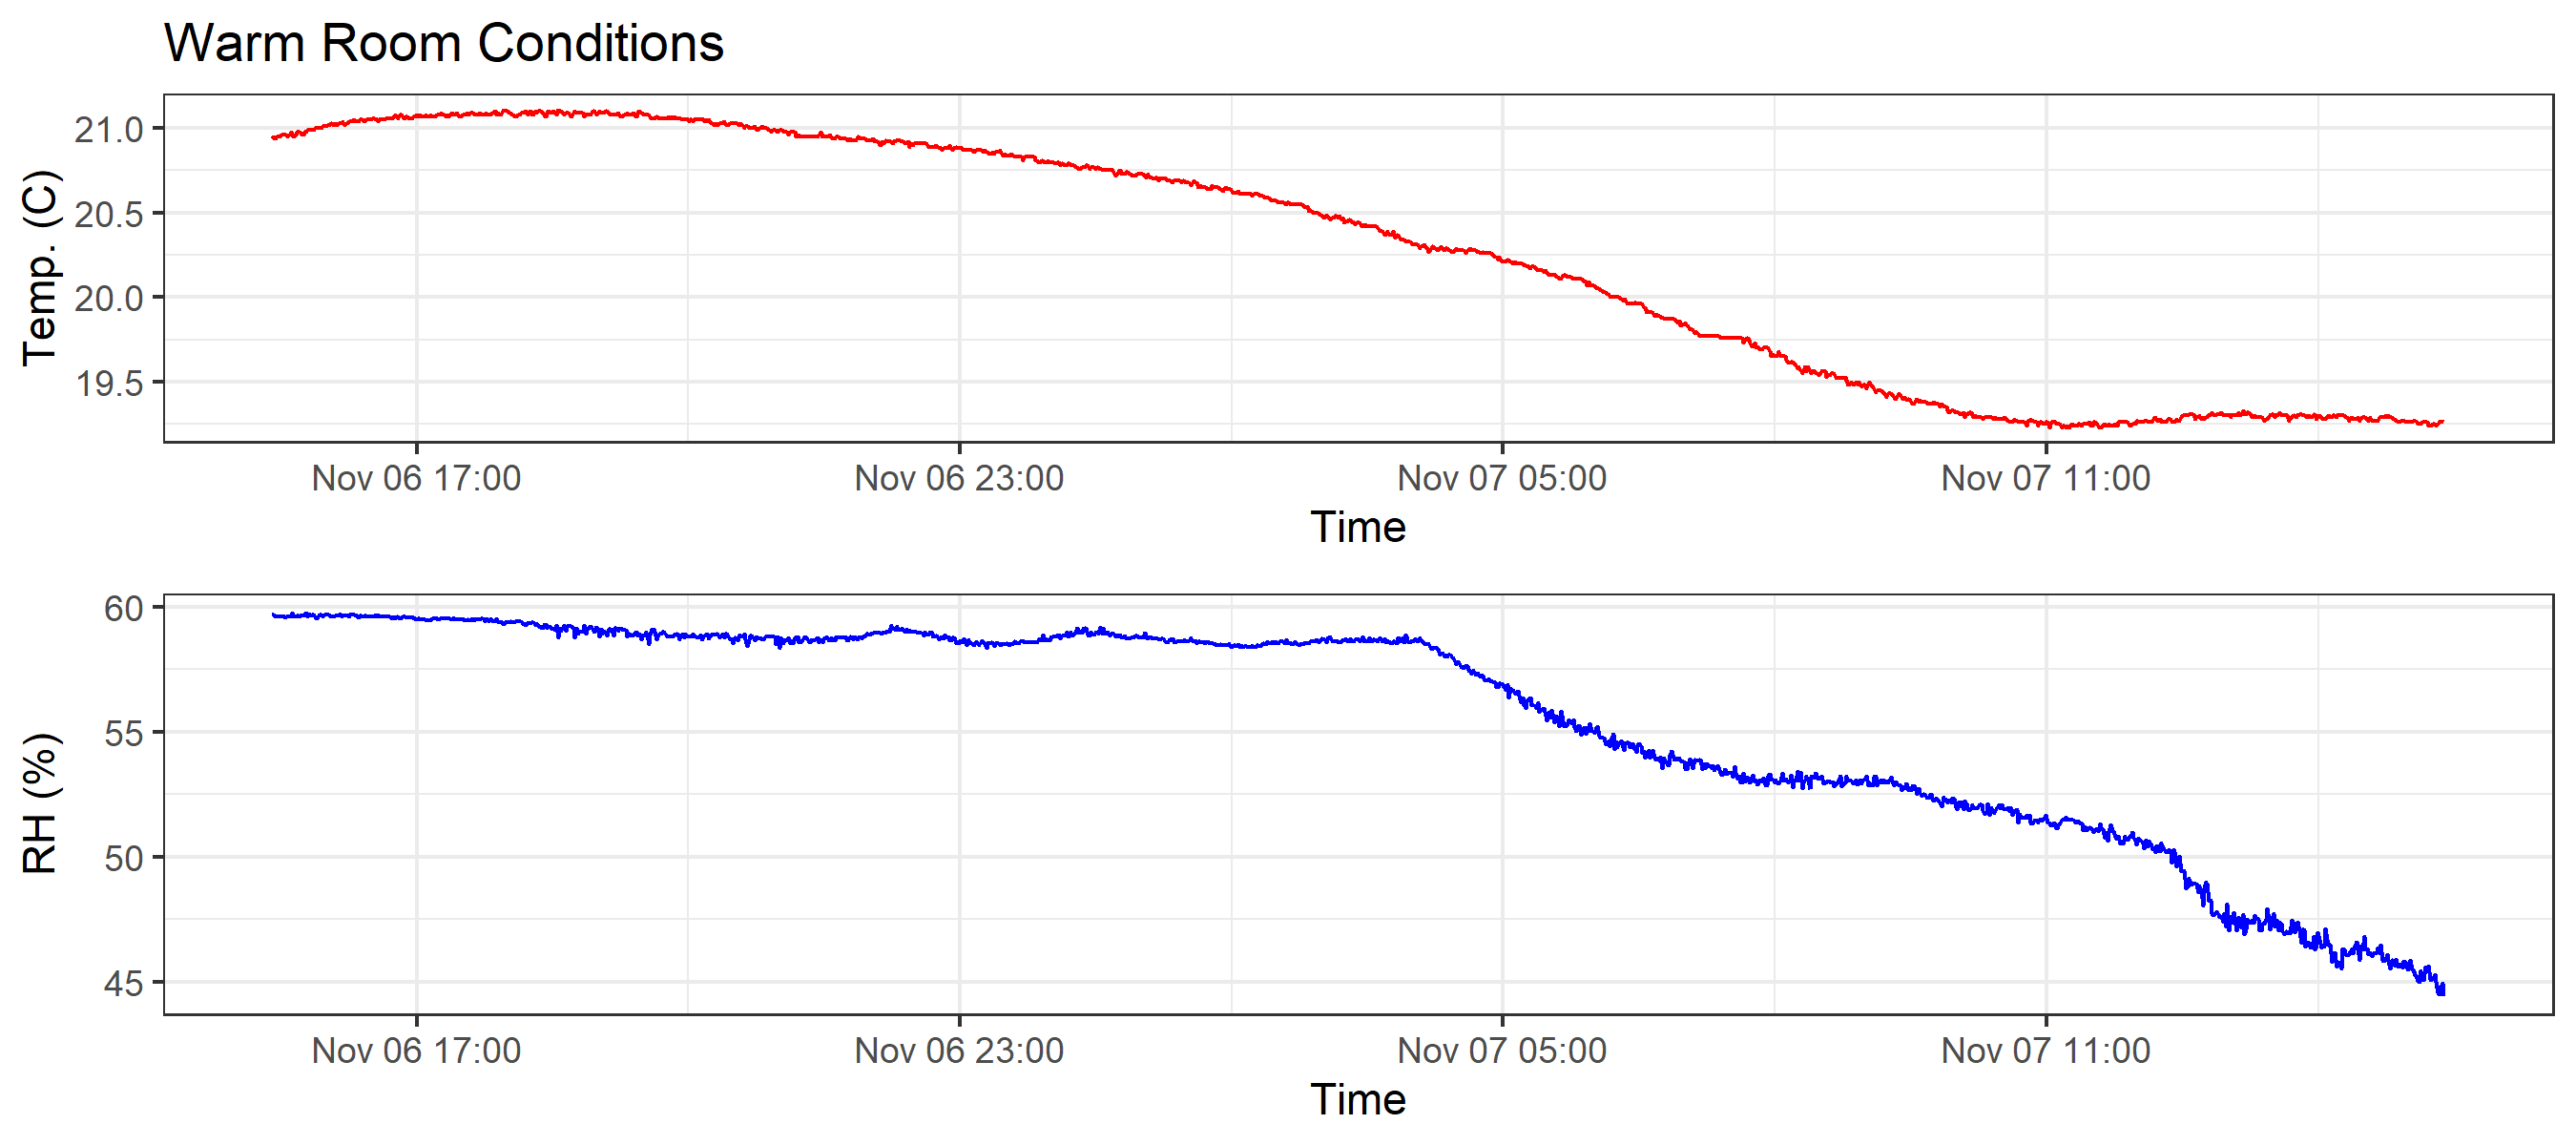 Warm Room Conditions
Temp. (C)
21.0
20.5
20.0
19.5
Nov 06 17:00 Nov 06 23:00 Nov 07 05:00 Nov 07 11:00
Time
RH (%)
60
55
50
45
Nov 06 17:00 Nov 06 23:00 Nov 07 05:00 Nov 07 11:00
Time